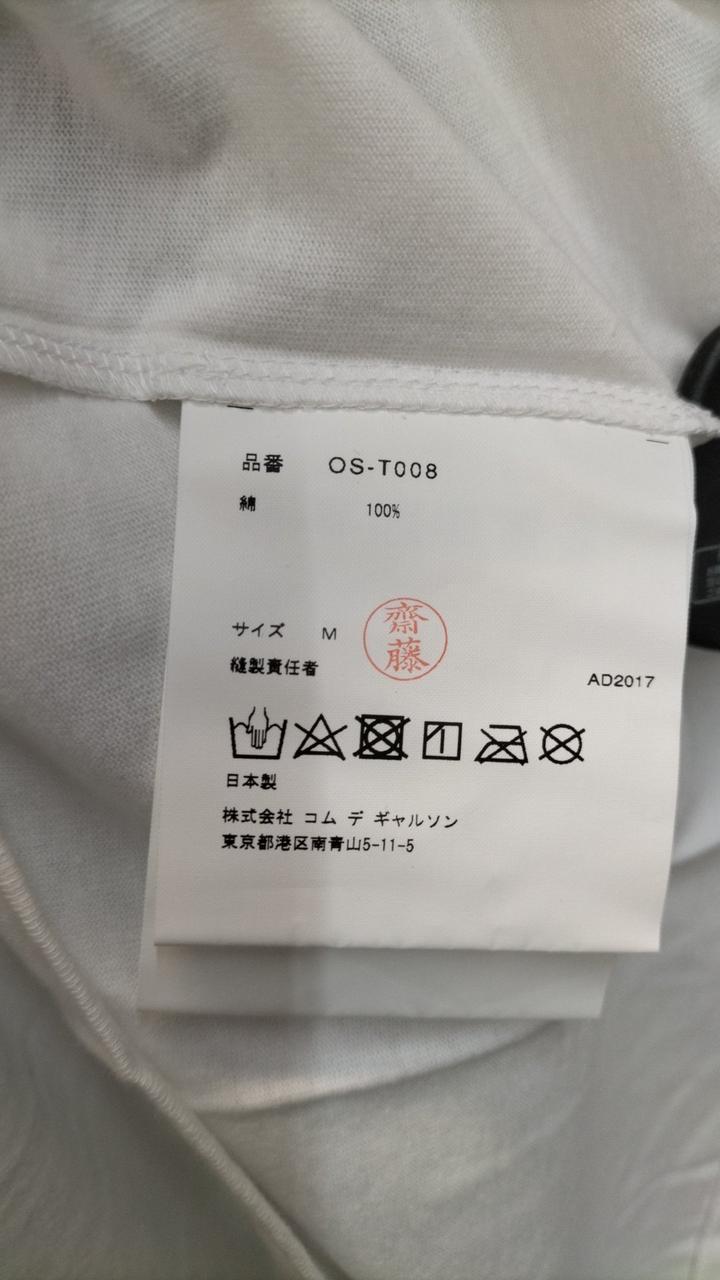 品番 OS-T008
綿 100%
サイズ M
齋藤
縫製責任者
AD2017
日本製
株式会社 コム デ ギャルソン
東京都港区南青山5-11-5